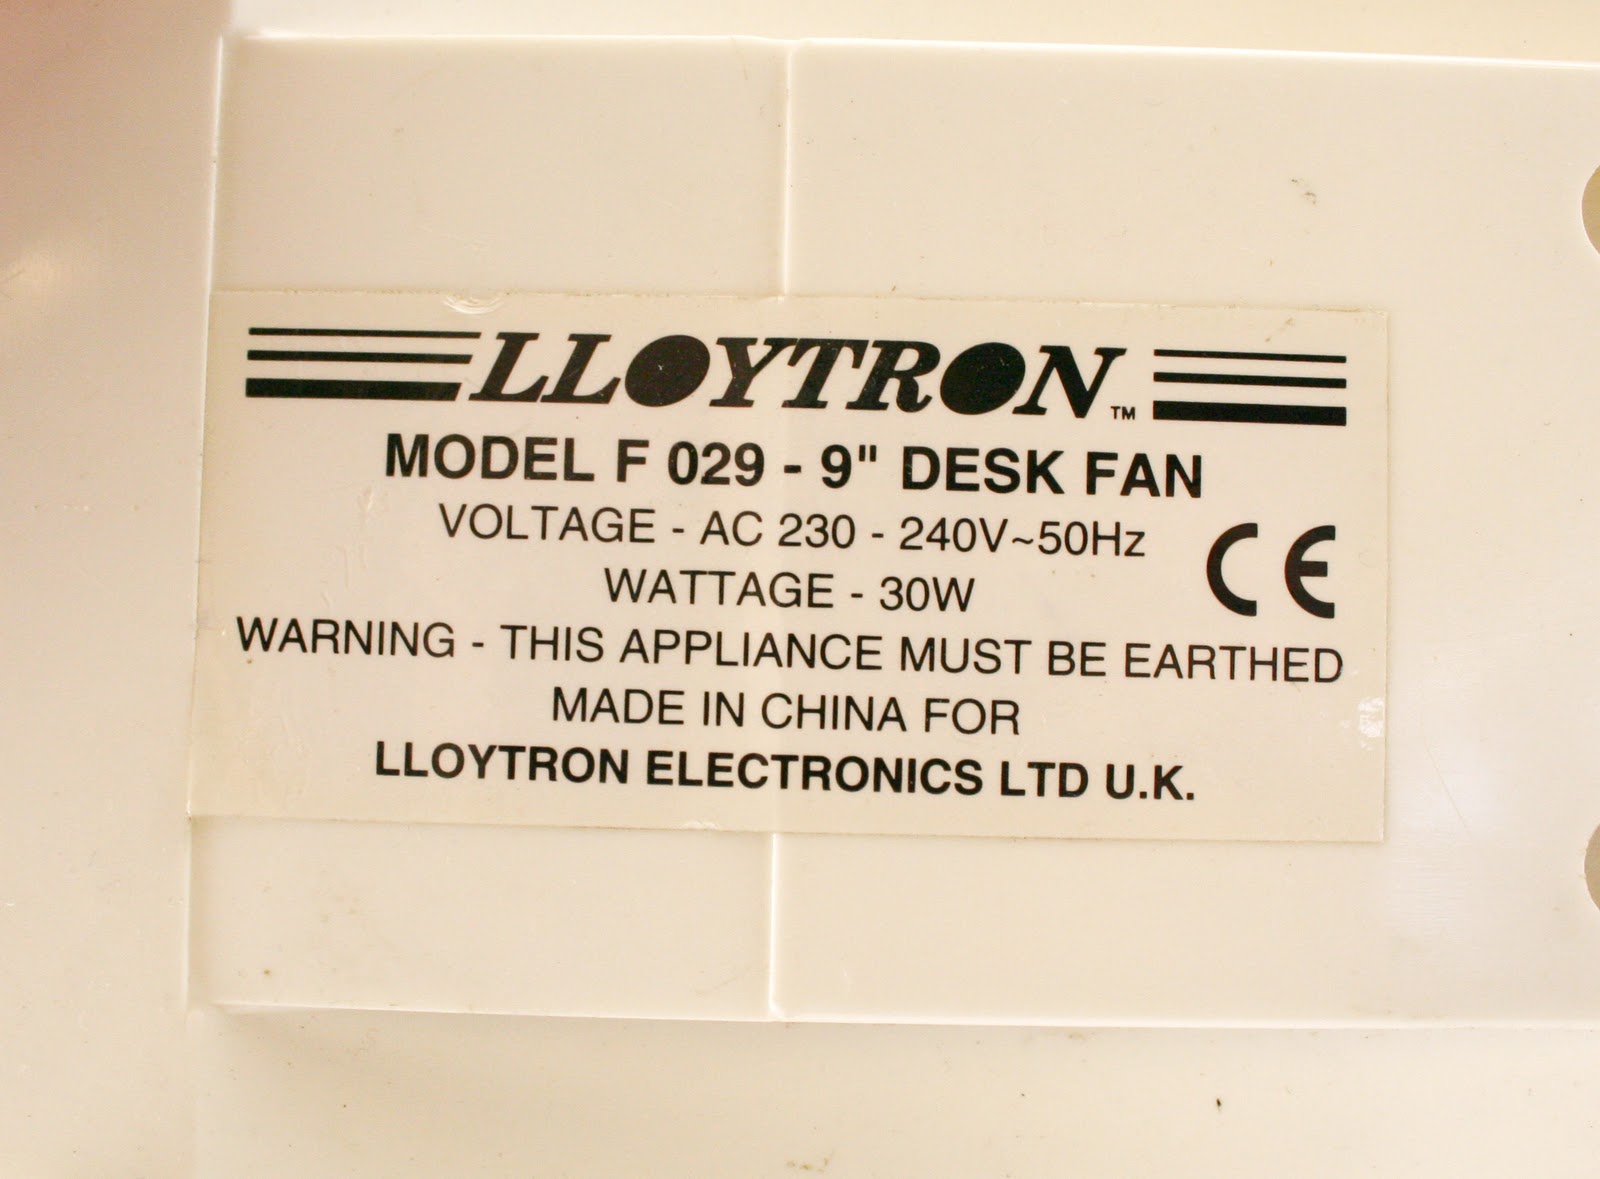 LLOYTRON™
MODEL F 029 - 9" DESK FAN
VOLTAGE - AC 230 - 240V~50Hz
CE
WATTAGE - 30W
WARNING - THIS APPLIANCE MUST BE EARTHED
MADE IN CHINA FOR
LLOYTRON ELECTRONICS LTD U.K.